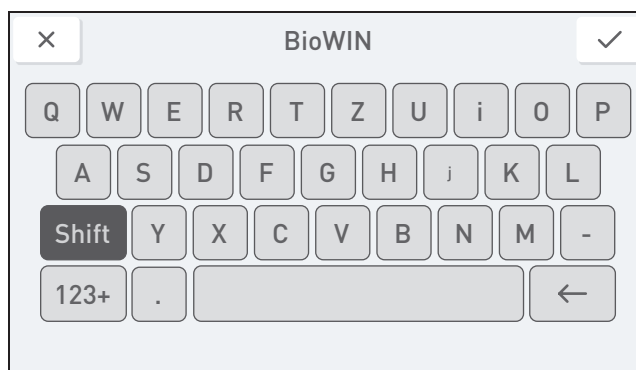 BioWIN
Q W E R T Z U i O P
A S D F G H j K L
Shift Y X C V B N M -
123+ .